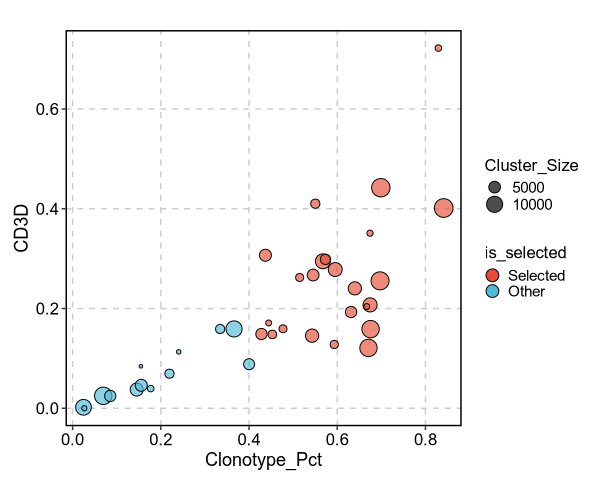 0.6
0.4
0.2
0.0
CD3D
0.0 0.2 0.4 0.6 0.8
Clonotype_Pct
Cluster_Size
5000
10000
is_selected
Selected
Other